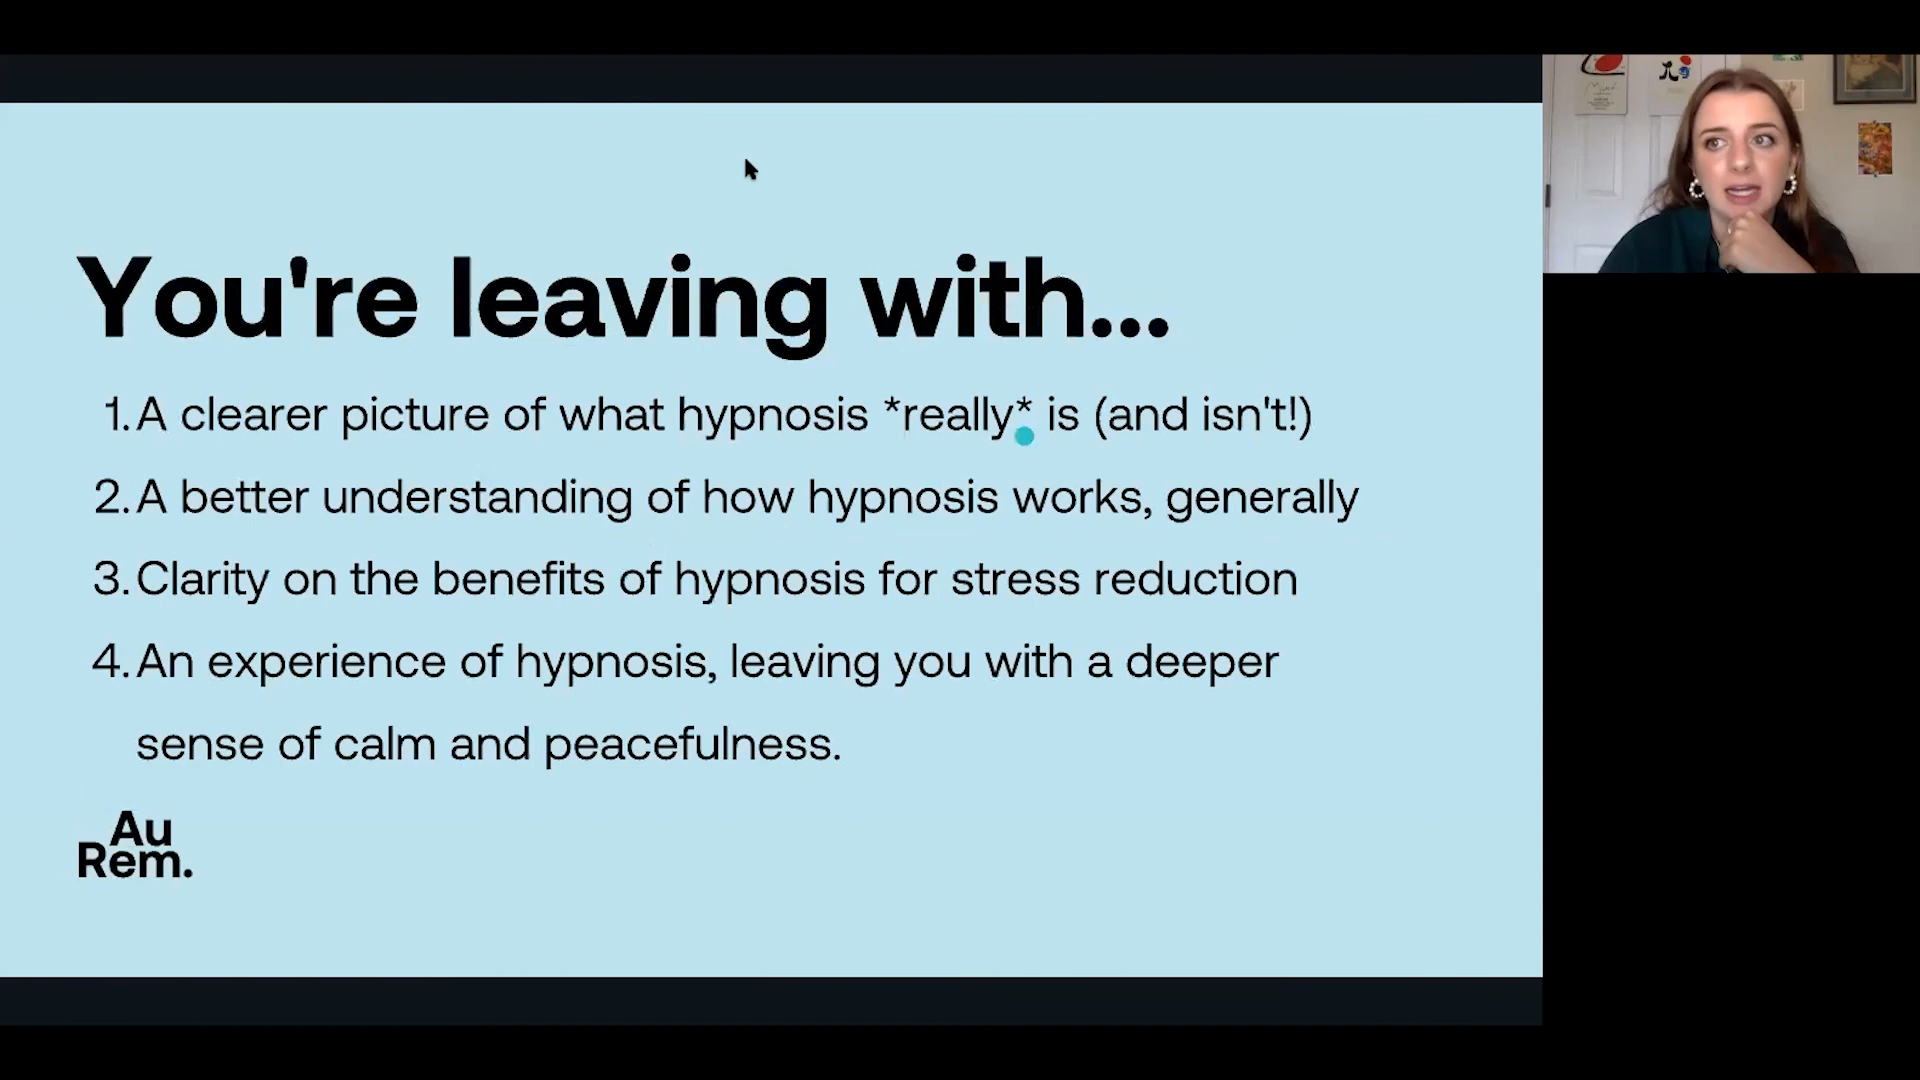 You're leaving with...
1. A clearer picture of what hypnosis *really* is (and isn't!)
2. A better understanding of how hypnosis works, generally
3. Clarity on the benefits of hypnosis for stress reduction
4. An experience of hypnosis, leaving you with a deeper
sense of calm and peacefulness.
Au
Rem.